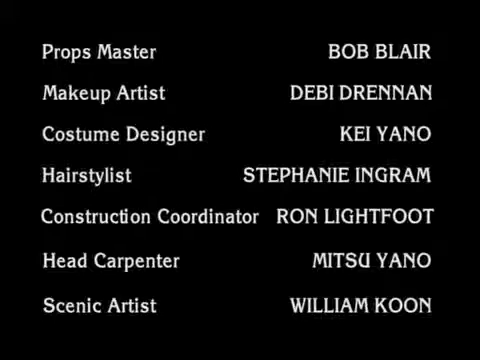 Props Master BOB BLAIR
Makeup Artist DEBI DRENNAN
Costume Designer KEI YANO
Hairstylist STEPHANIE INGRAM
Construction Coordinator RON LIGHTFOOT
Head Carpenter MITSU YANO
Scenic Artist WILLIAM KOON